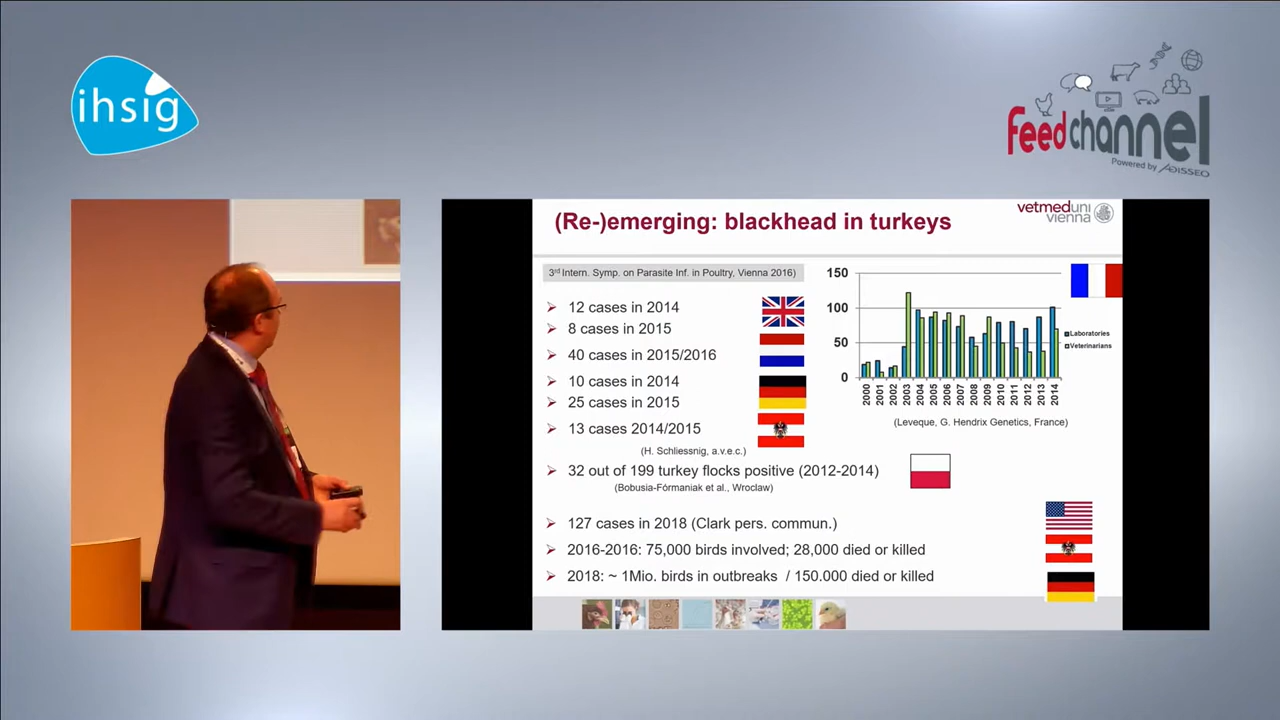 ihsig
feedchannel
Powered by ADISSEO
(Re-)emerging: blackhead in turkeys
vetmeduni
vienna
3rd Intern. Symp. on Parasite Inf. in Poultry, Vienna 2016)
12 cases in 2014
8 cases in 2015
40 cases in 2015/2016
10 cases in 2014
25 cases in 2015
13 cases 2014/2015
(H. Schliessnig, a.v.e.c.)
32 out of 199 turkey flocks positive (2012-2014)
(Bobusia-Fórmaniak et al., Wroclaw)
150
100
50
0
2000 2001 2002 2003 2004 2005 2006 2007 2008 2009 2010 2011 2012 2013 2014
Laboratories
Veterinarians
(Leveque, G. Hendrix Genetics, France)
127 cases in 2018 (Clark pers. commun.)
2016-2016: 75,000 birds involved; 28,000 died or killed
2018: ~ 1Mio. birds in outbreaks / 150.000 died or killed